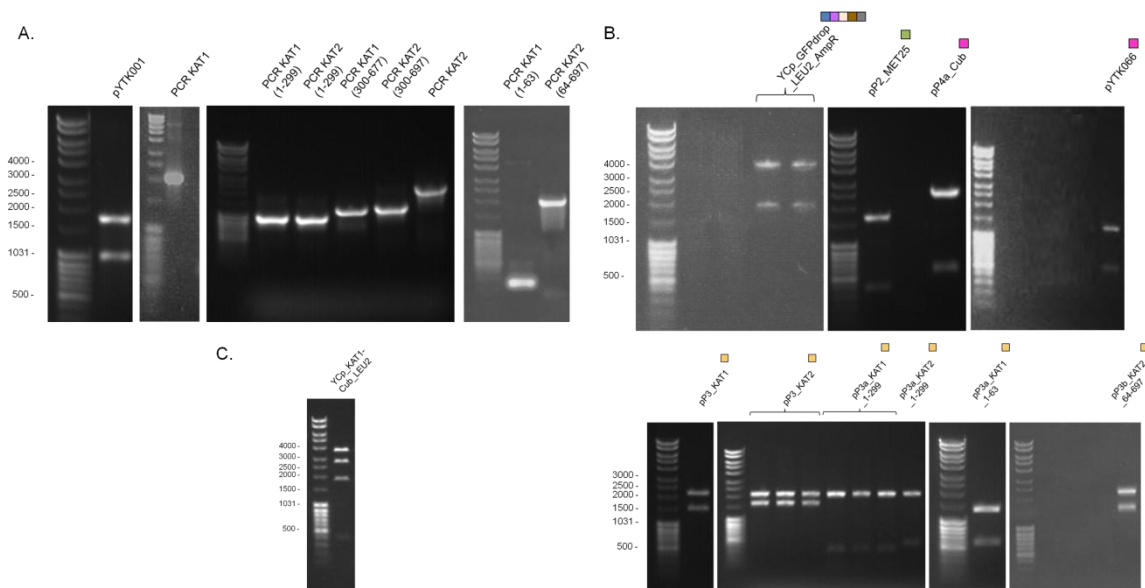 A.
pYTK001
PCR KAT1
PCR KAT1
(1-299)
PCR KAT2
(1-299)
PCR KAT1
(300-677)
PCR KAT2
(300-697)
PCR KAT2
PCR KAT1
(1-63)
PCR KAT2
(64-697)
4000 -
3000 -
2500 -
2000 -
1500 -
1031 -
500 -
B.
YCp_GFPdrop
_LEU2_AmpR
pP2_MET25
pP4a_Cub
pYTK066
4000 -
3000 -
2500 -
2000 -
1500 -
1031 -
500 -
C.
YCp_KAT1-
Cub_LEU2
4000 -
3000 -
2500 -
2000 -
1500 -
1031 -
500 -
pP3_KAT1
pP3_KAT2
pP3a_KAT1
_1-299
pP3a_KAT2
_1-299
pP3a_KAT1
_1-63
pP3b_KAT2
_64-697
3000 -
2500 -
2000 -
1500 -
1031 -
500 -